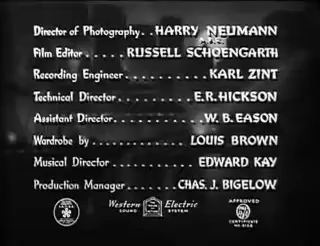 Director of Photography . . HARRY NEUMANN
Film Editor . . . . . RUSSELL SCHOENGARTH
Recording Engineer . . . . . . . . . . KARL ZINT
Technical Director . . . . . . . . . E.R. HICKSON
Assistant Director . . . . . . . . . . . W. B. EASON
Wardrobe by . . . . . . . . . . . . LOUIS BROWN
Musical Director . . . . . . . . . . . EDWARD KAY
Production Manager . . . . . . . CHAS. J. BIGELOW
Western Electric
SOUND SYSTEM
APPROVED
CERTIFICATE